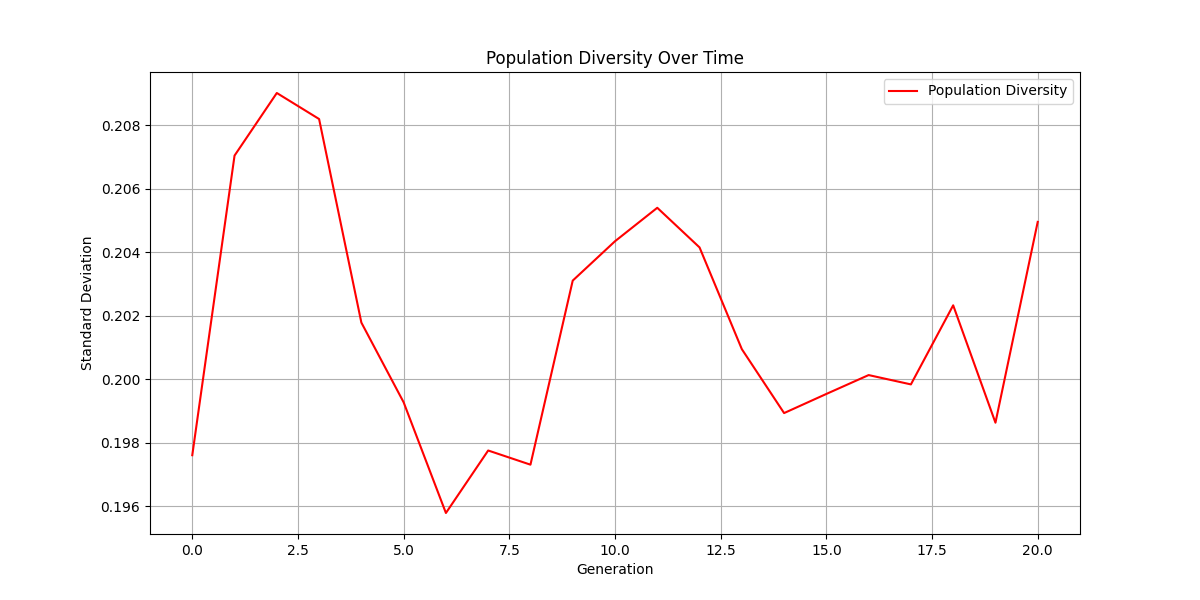 Population Diversity Over Time
Population Diversity
Standard Deviation
0.208
0.206
0.204
0.202
0.200
0.198
0.196
0.0 2.5 5.0 7.5 10.0 12.5 15.0 17.5 20.0
Generation